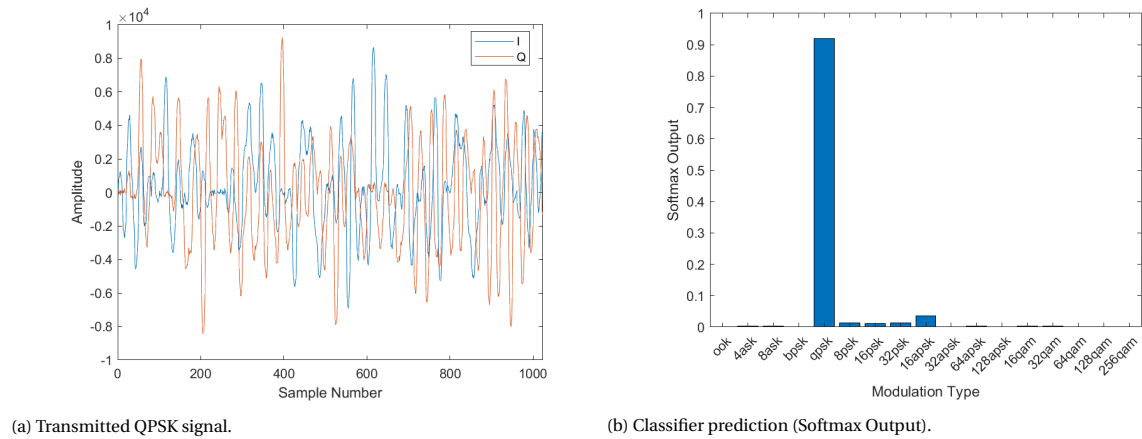 ×10⁴
1
0.8
0.6
0.4
0.2
0
-0.2
-0.4
-0.6
-0.8
-1
Amplitude
0 200 400 600 800 1000
Sample Number
I
Q
(a) Transmitted QPSK signal.
1
0.9
0.8
0.7
0.6
0.5
0.4
0.3
0.2
0.1
0
Softmax Output
ook 4ask 8ask bpsk qpsk 8psk 16psk 32psk 16apsk 32apsk 64apsk 128apsk 16qam 32qam 64qam 128qam 256qam
Modulation Type
(b) Classifier prediction (Softmax Output).